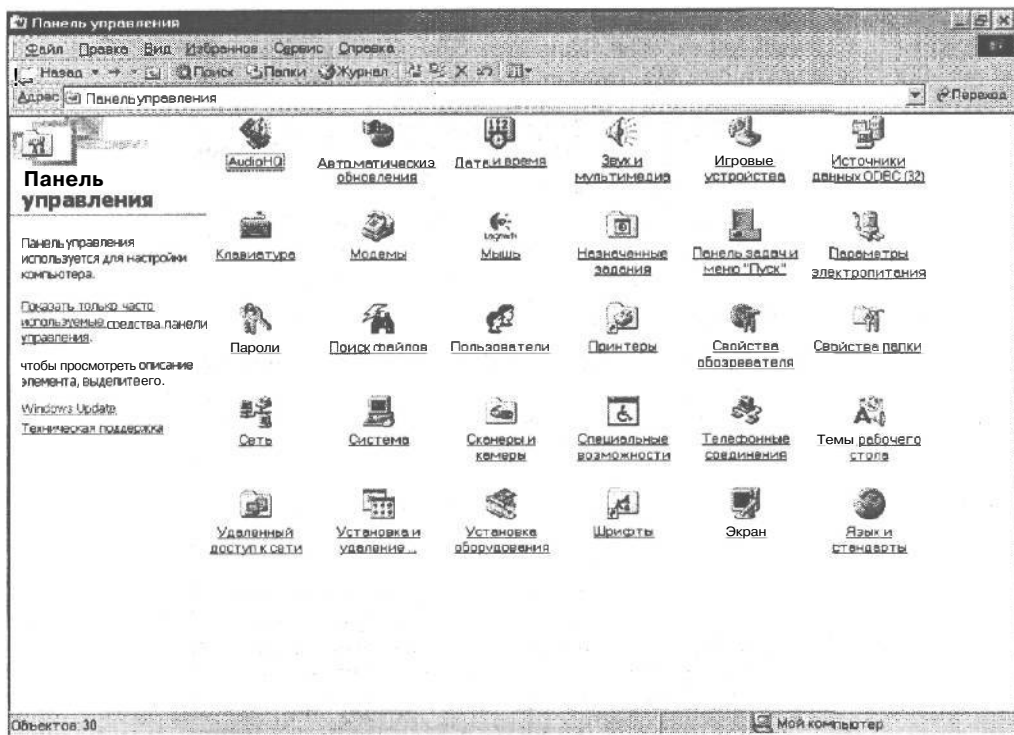 Панель управления
Файл Правка Вид Избранное Сервис Справка
Назад Поиск Папки Журнал
Адрес Панель управления Переход
Панель
управления
Панель управления
используется для настройки
компьютера.
Показать только часто
используемые средства панели
управления.
чтобы просмотреть описание
элемента, выделите его.
Windows Update
Техническая поддержка
AudioHQ
Автоматические
обновления
Дата и время
Звук и
мультимедиа
Игровые
устройства
Источники
данных ODBC (32)
Клавиатура
Модемы
Logitech
Мышь
Назначенные
задания
Панель задач и
меню "Пуск"
Параметры
электропитания
Пароли
Поиск файлов
Пользователи
Принтеры
Свойства
обозревателя
Свойства папки
Сеть
Система
Сканеры и
камеры
Специальные
возможности
Телефонные
соединения
Темы рабочего
стола
Удаленный
доступ к сети
Установка и
удаление ...
Установка
оборудования
Шрифты
Экран
Язык и
стандарты
Объектов: 30
Мой компьютер